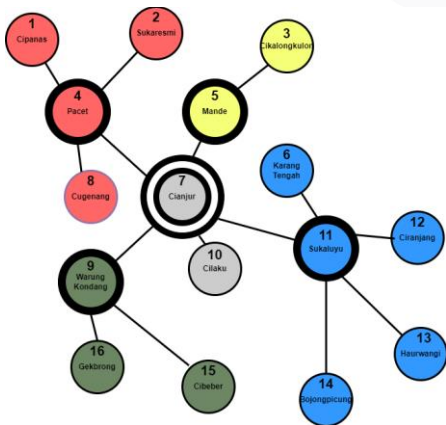 1
Cipanas
2
Sukaresmi
3
Cikalongkulon
4
Pacet
5
Mande
6
Karang
Tengah
8
Cugenang
7
Cianjur
12
Ciranjang
11
Sukaluyu
9
Warung
Kondang
10
Cilaku
13
Haurwangi
16
Gekbrong
15
Cibeber
14
Bojongpicung